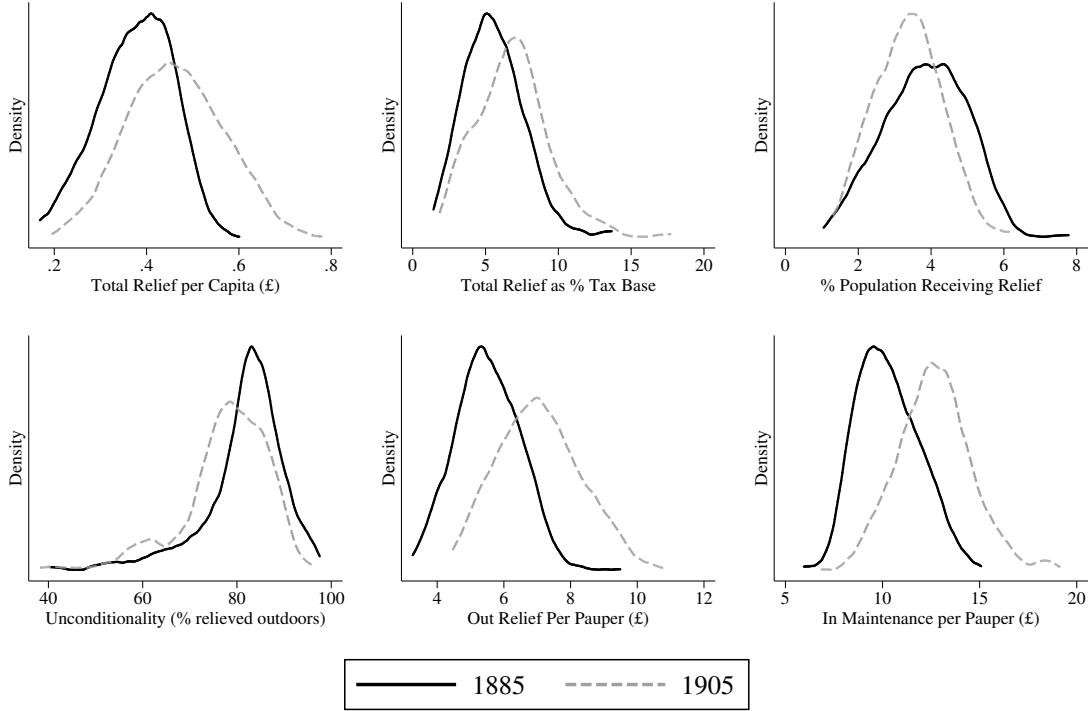 Density
.2 .4 .6 .8
Total Relief per Capita (£)
Density
0 5 10 15 20
Total Relief as % Tax Base
Density
0 2 4 6 8
% Population Receiving Relief
Density
40 60 80 100
Unconditionality (% relieved outdoors)
Density
4 6 8 10 12
Out Relief Per Pauper (£)
Density
5 10 15 20
In Maintenance per Pauper (£)
1885 1905